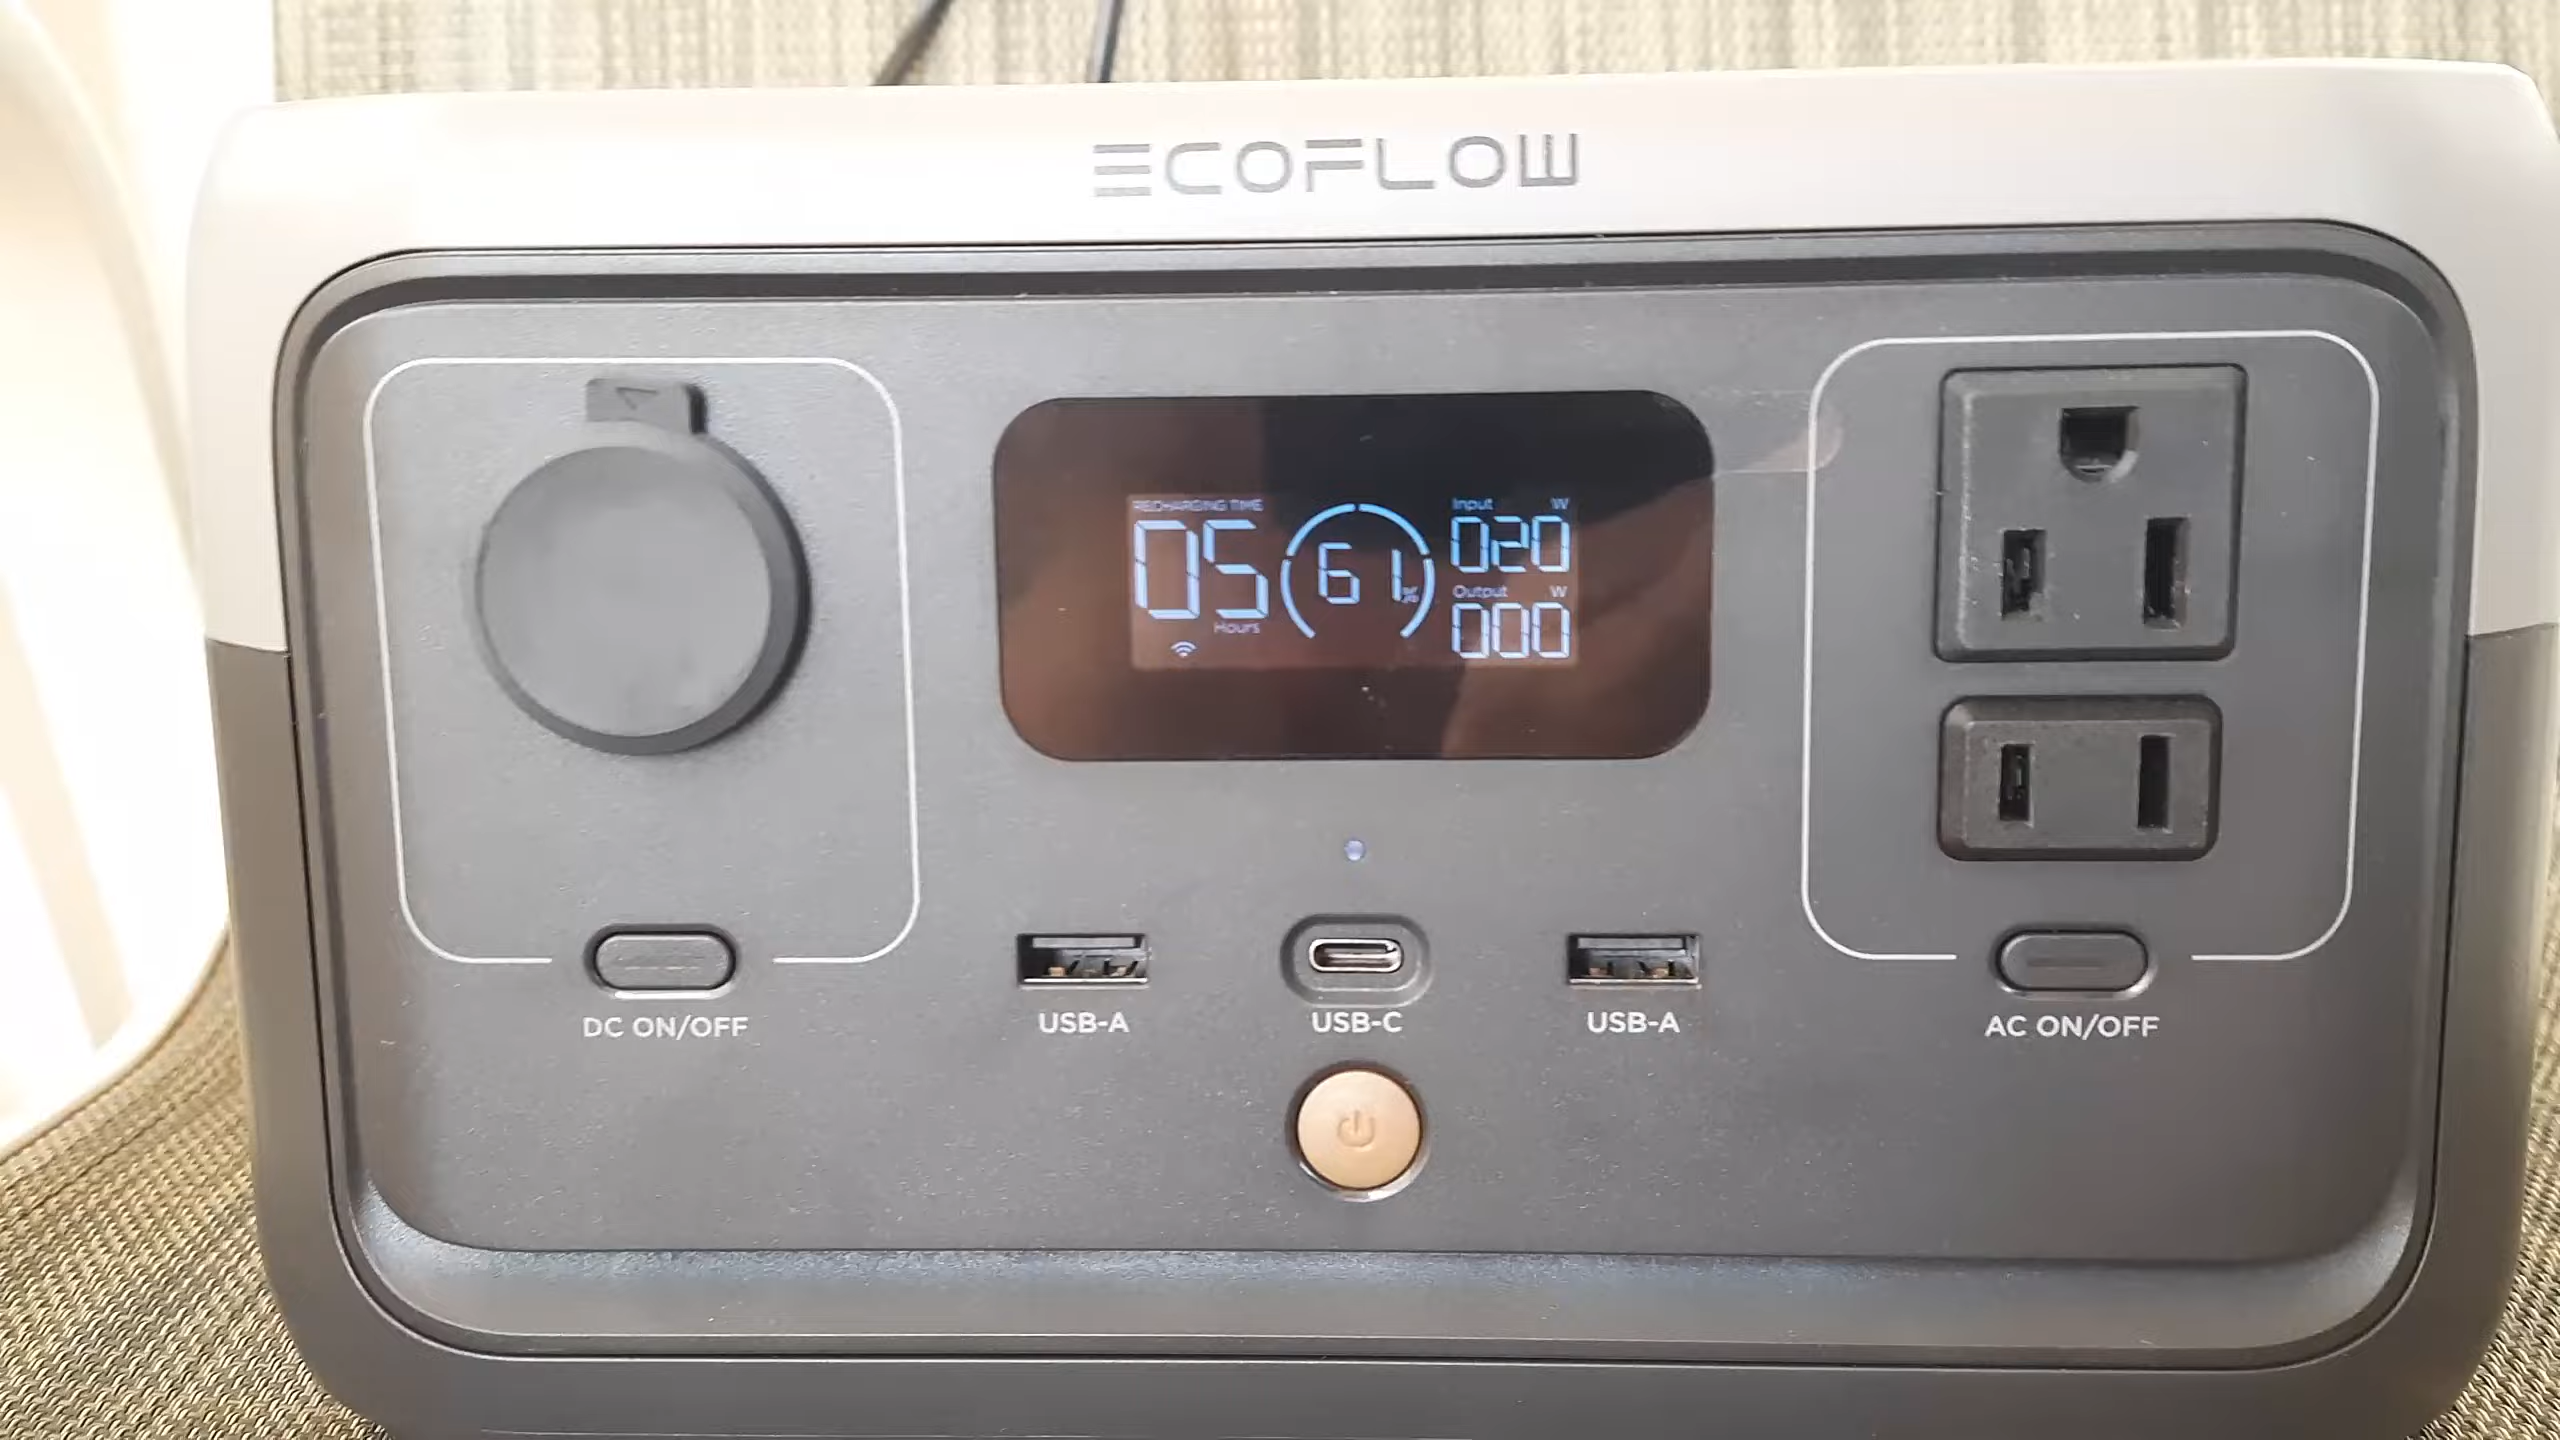 ECOFLOW
RECHARGING TIME
05
Hours
61%
Input W
020
Output W
000
DC ON/OFF
USB-A
USB-C
USB-A
AC ON/OFF